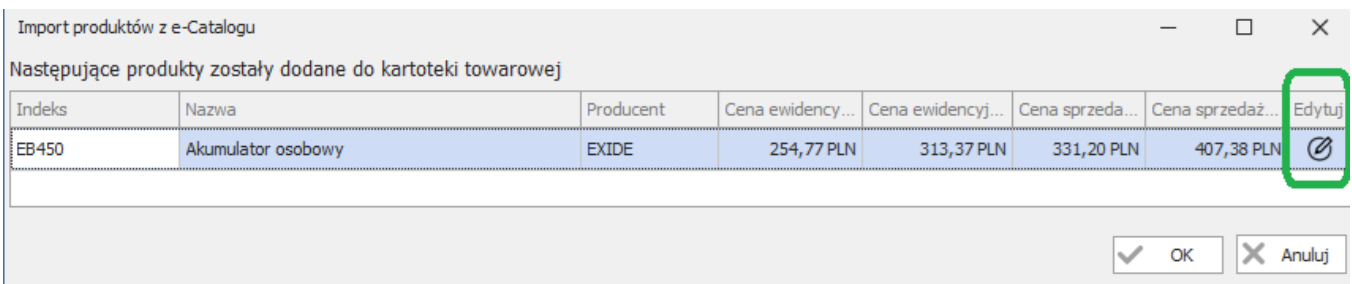 Import produktów z e-Catalogu
Następujące produkty zostały dodane do kartoteki towarowej
Indeks Nazwa Producent Cena ewidency... Cena ewidencyj... Cena sprzeda... Cena sprzedaż... Edytuj
EB450 Akumulator osobowy EXIDE 254,77 PLN 313,37 PLN 331,20 PLN 407,38 PLN
OK Anuluj